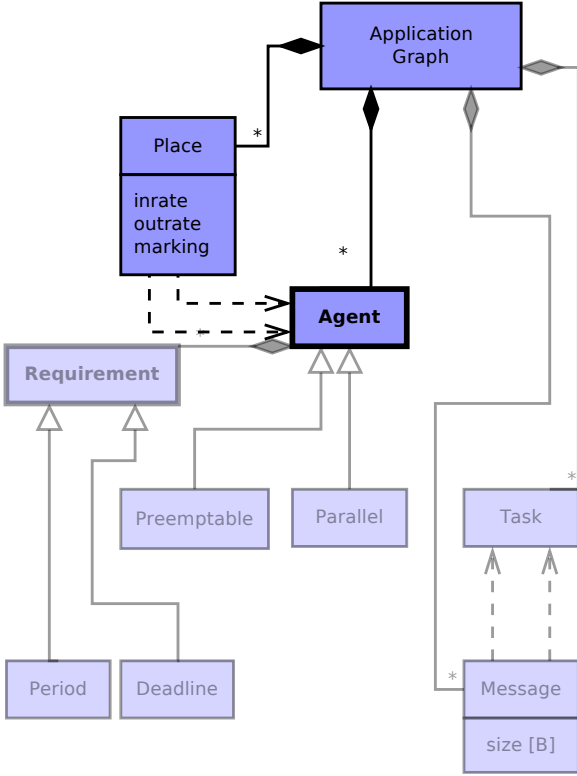 Application
Graph
*
Place
inrate
outrate
marking
*
Agent
*
Requirement
*
Preemptable
Parallel
Task
Period
Deadline
*
Message
size [B]